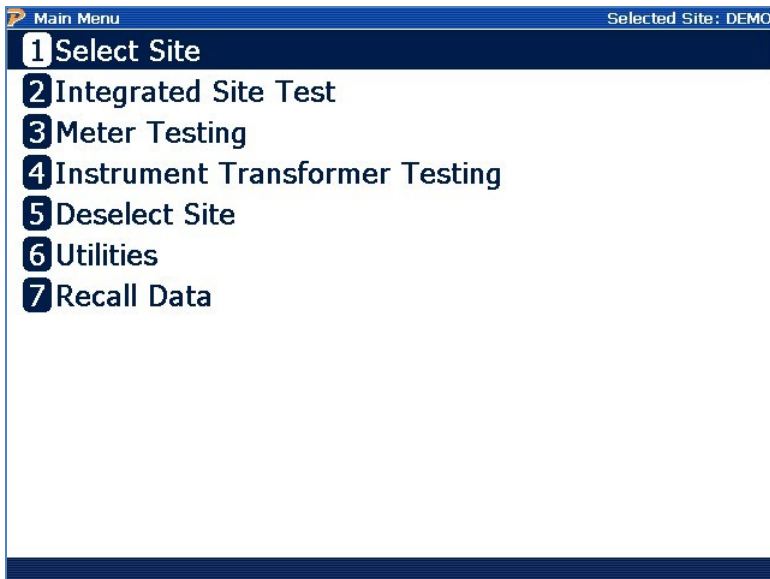 Main Menu Selected Site: DEMO
1 Select Site
2 Integrated Site Test
3 Meter Testing
4 Instrument Transformer Testing
5 Deselect Site
6 Utilities
7 Recall Data